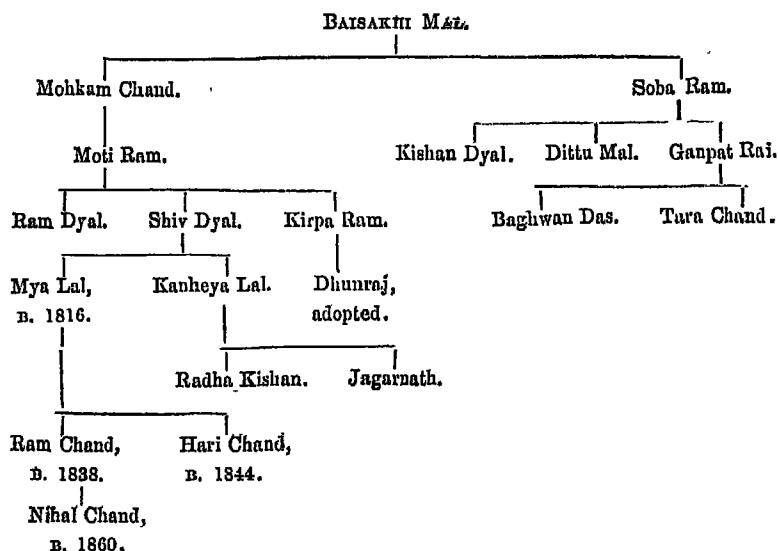 BAISAKHI MAL.
Mohkam Chand. Soba Ram.
Moti Ram. Kishan Dyal. Dittu Mal. Ganpat Rai.
Ram Dyal. Shiv Dyal. Kirpa Ram. Baghwan Das. Tara Chand.
Mya Lal, Kanheya Lal. Dhunraj,
B. 1816. adopted.
Radha Kishan. Jagarnath.
Ram Chand, Hari Chand,
B. 1838. B. 1844.
Nihal Chand,
B. 1860.